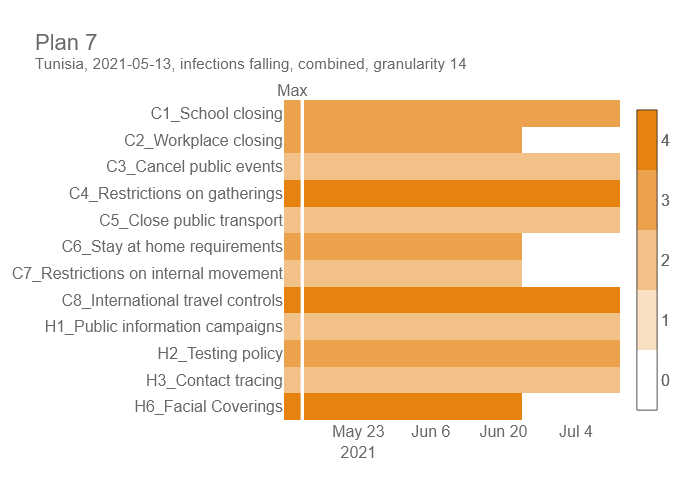 Plan 7
Tunisia, 2021-05-13, infections falling, combined, granularity 14
Max
C1_School closing
C2_Workplace closing
C3_Cancel public events
C4_Restrictions on gatherings
C5_Close public transport
C6_Stay at home requirements
C7_Restrictions on internal movement
C8_International travel controls
H1_Public information campaigns
H2_Testing policy
H3_Contact tracing
H6_Facial Coverings
4
3
2
1
0
May 23 Jun 6 Jun 20 Jul 4
2021